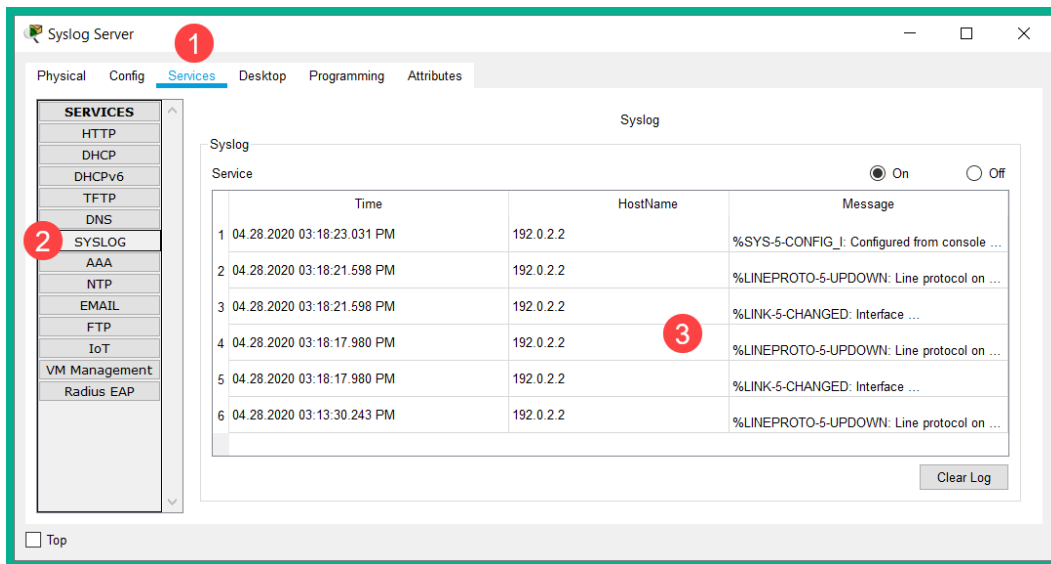 Syslog Server
1
Physical Config Services Desktop Programming Attributes
SERVICES
HTTP
DHCP
DHCPv6
TFTP
DNS
2
SYSLOG
AAA
NTP
EMAIL
FTP
IoT
VM Management
Radius EAP
Syslog
Syslog
Service On Off
Time HostName Message
1 04.28.2020 03:18:23.031 PM 192.0.2.2 %SYS-5-CONFIG_I: Configured from console ...
2 04.28.2020 03:18:21.598 PM 192.0.2.2 %LINEPROTO-5-UPDOWN: Line protocol on ...
3 04.28.2020 03:18:21.598 PM 192.0.2.2 %LINK-5-CHANGED: Interface ...
3
4 04.28.2020 03:18:17.980 PM 192.0.2.2 %LINEPROTO-5-UPDOWN: Line protocol on ...
5 04.28.2020 03:18:17.980 PM 192.0.2.2 %LINK-5-CHANGED: Interface ...
6 04.28.2020 03:13:30.243 PM 192.0.2.2 %LINEPROTO-5-UPDOWN: Line protocol on ...
Clear Log
Top